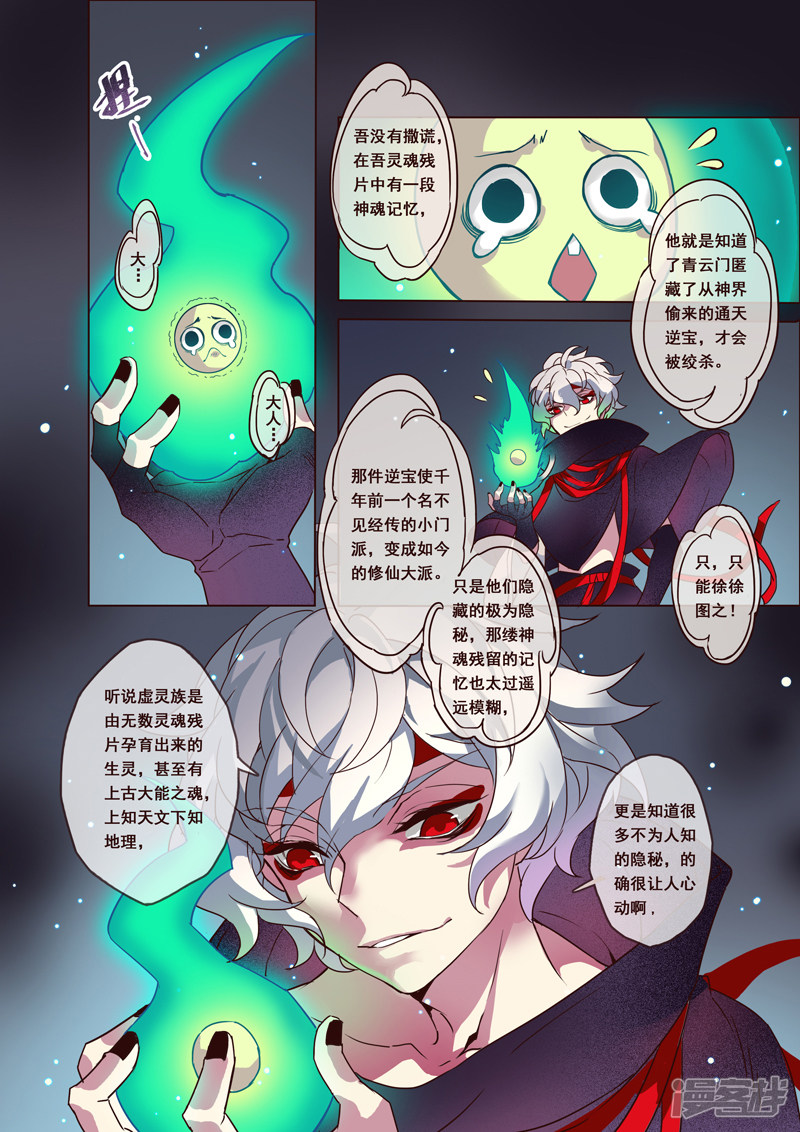 捏
大…
大人…
吾没有撒谎，
在吾灵魂残
片中有一段
神魂记忆，
他就是知道
了青云门匿
藏了从神界
偷来的通天
逆宝，才会
被绞杀。
那件逆宝使千
年前一个名不
见经传的小门
派，变成如今
的修仙大派。
只是他们隐
藏的极为隐
秘，那缕神
魂残留的记
忆也太过遥
远模糊，
只，只
能徐徐
图之！
听说虚灵族是
由无数灵魂残
片孕育出来的
生灵，甚至有
上古大能之魂，
上知天文下知
地理，
更是知道很
多不为人知
的隐秘，的
确很让人心
动啊，
漫客栈